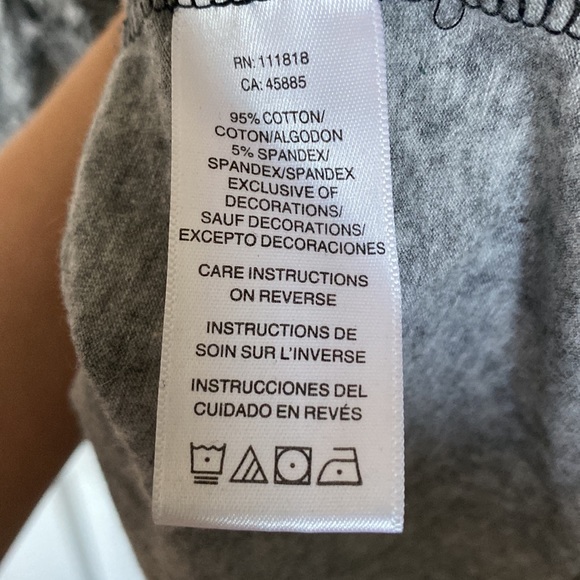 RN: 111818
CA: 45885
95% COTTON/
COTON/ALGODON
5% SPANDEX/
SPANDEX/SPANDEX
EXCLUSIVE OF
DECORATIONS/
SAUF DECORATIONS/
EXCEPTO DECORACIONES
CARE INSTRUCTIONS
ON REVERSE
INSTRUCTIONS DE
SOIN SUR L'INVERSE
INSTRUCCIONES DEL
CUIDADO EN REVÉS